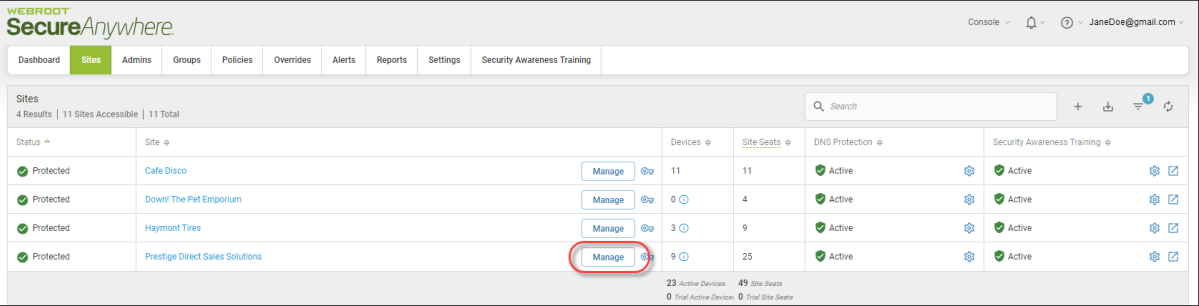 WEBROOT
SecureAnywhere.
Console
JaneDoe@gmail.com
Dashboard Sites Admins Groups Policies Overrides Alerts Reports Settings Security Awareness Training
Sites
4 Results | 11 Sites Accessible | 11 Total
Search
1
Status Site Devices Site Seats DNS Protection Security Awareness Training
Protected Cafe Disco Manage 11 11 Active Active
Protected Down! The Pet Emporium Manage 0 4 Active Active
Protected Haymont Tires Manage 3 9 Active Active
Protected Prestige Direct Sales Solutions Manage 9 25 Active Active
23 Active Devices 49 Site Seats
0 Trial Active Devices 0 Trial Site Seats